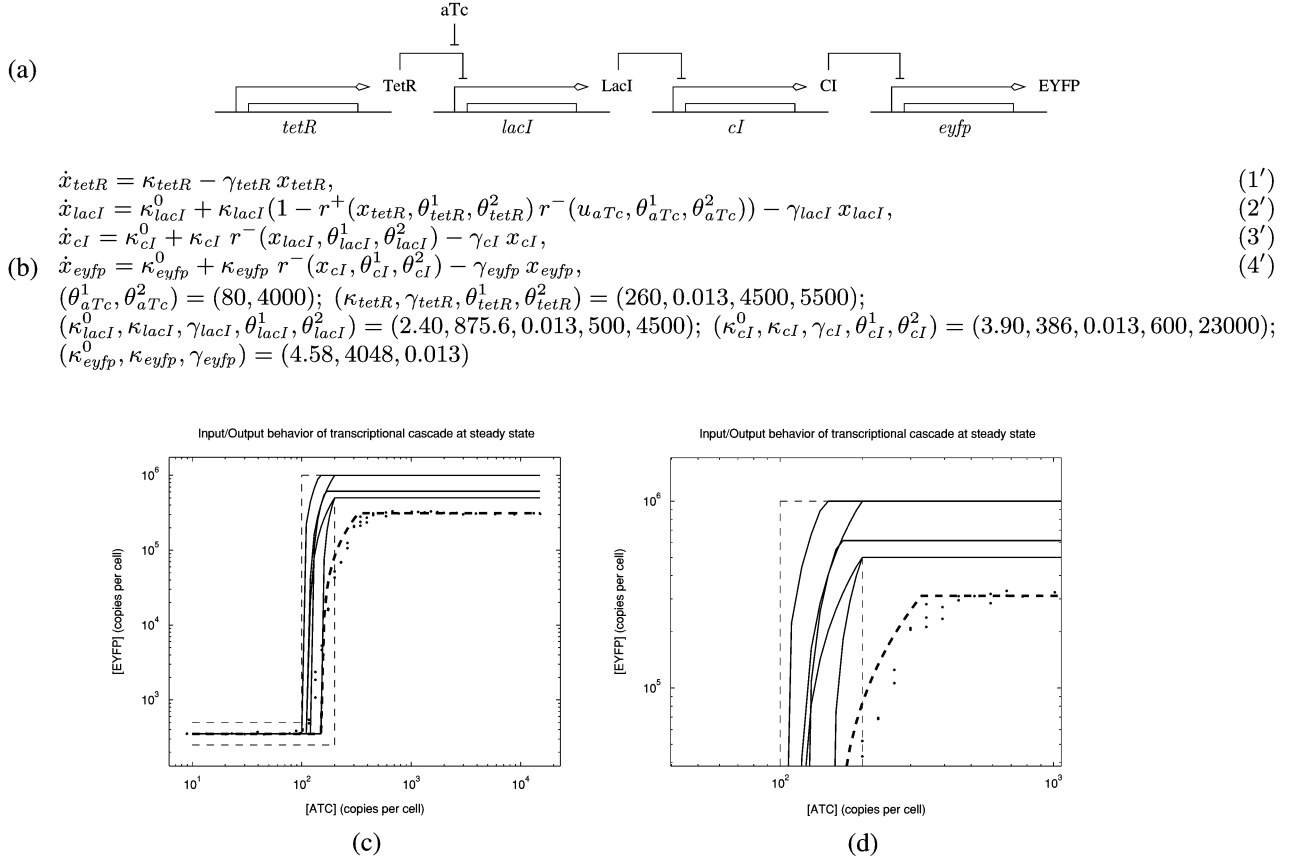 aTc
(a)
TetR LacI CI EYFP
tetR lacI cI eyfp
ẋ_tetR = κ_tetR − γ_tetR x_tetR, (1′)
ẋ_lacI = κ⁰_lacI + κ_lacI(1 − r⁺(x_tetR, θ¹_tetR, θ²_tetR) r⁻(u_aTc, θ¹_aTc, θ²_aTc)) − γ_lacI x_lacI, (2′)
ẋ_cI = κ⁰_cI + κ_cI r⁻(x_lacI, θ¹_lacI, θ²_lacI) − γ_cI x_cI, (3′)
(b) ẋ_eyfp = κ⁰_eyfp + κ_eyfp r⁻(x_cI, θ¹_cI, θ²_cI) − γ_eyfp x_eyfp, (4′)
(θ¹_aTc, θ²_aTc) = (80, 4000); (κ_tetR, γ_tetR, θ¹_tetR, θ²_tetR) = (260, 0.013, 4500, 5500);
(κ⁰_lacI, κ_lacI, γ_lacI, θ¹_lacI, θ²_lacI) = (2.40, 875.6, 0.013, 500, 4500); (κ⁰_cI, κ_cI, γ_cI, θ¹_cI, θ²_cI) = (3.90, 386, 0.013, 600, 23000);
(κ⁰_eyfp, κ_eyfp, γ_eyfp) = (4.58, 4048, 0.013)
Input/Output behavior of transcriptional cascade at steady state
10⁶
10⁵
10⁴
10³
[EYFP] (copies per cell)
10¹ 10² 10³ 10⁴
[ATC] (copies per cell)
(c)
Input/Output behavior of transcriptional cascade at steady state
10⁶
10⁵
[EYFP] (copies per cell)
10² 10³
[ATC] (copies per cell)
(d)